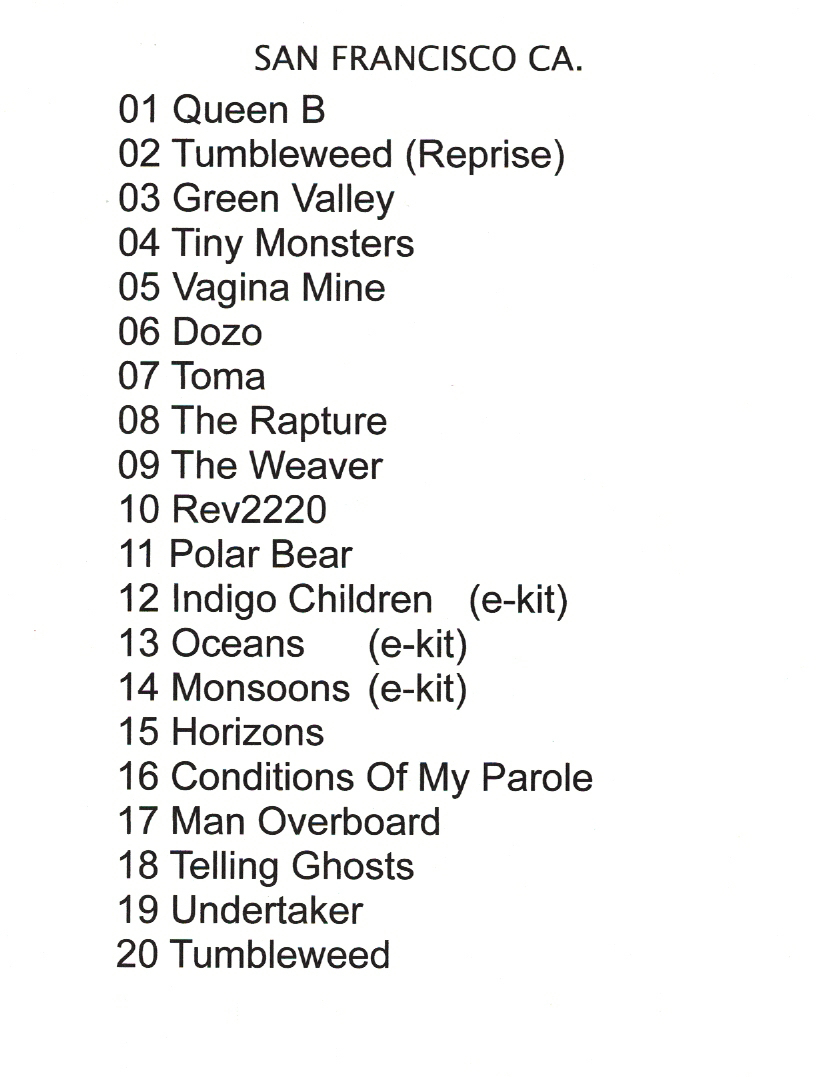 SAN FRANCISCO CA.
01 Queen B
02 Tumbleweed (Reprise)
03 Green Valley
04 Tiny Monsters
05 Vagina Mine
06 Dozo
07 Toma
08 The Rapture
09 The Weaver
10 Rev2220
11 Polar Bear
12 Indigo Children (e-kit)
13 Oceans (e-kit)
14 Monsoons (e-kit)
15 Horizons
16 Conditions Of My Parole
17 Man Overboard
18 Telling Ghosts
19 Undertaker
20 Tumbleweed